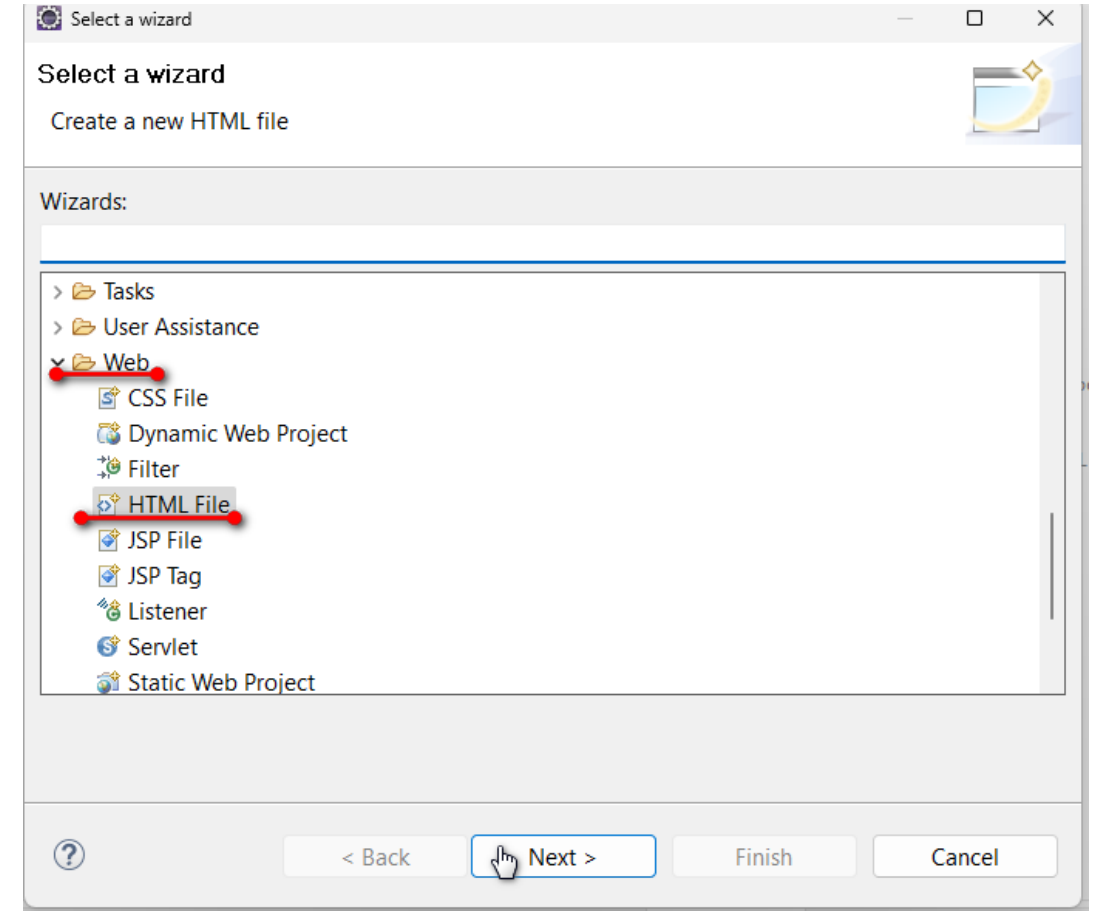 Select a wizard
Select a wizard
Create a new HTML file
Wizards:
Tasks
User Assistance
Web
CSS File
Dynamic Web Project
Filter
HTML File
JSP File
JSP Tag
Listener
Servlet
Static Web Project
< Back Next > Finish Cancel